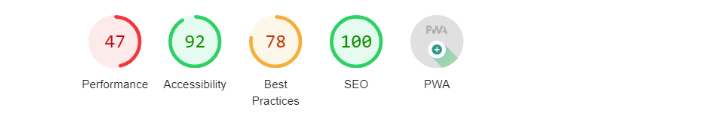 47 92 78 100 PWA
Performance Accessibility Best Practices SEO PWA